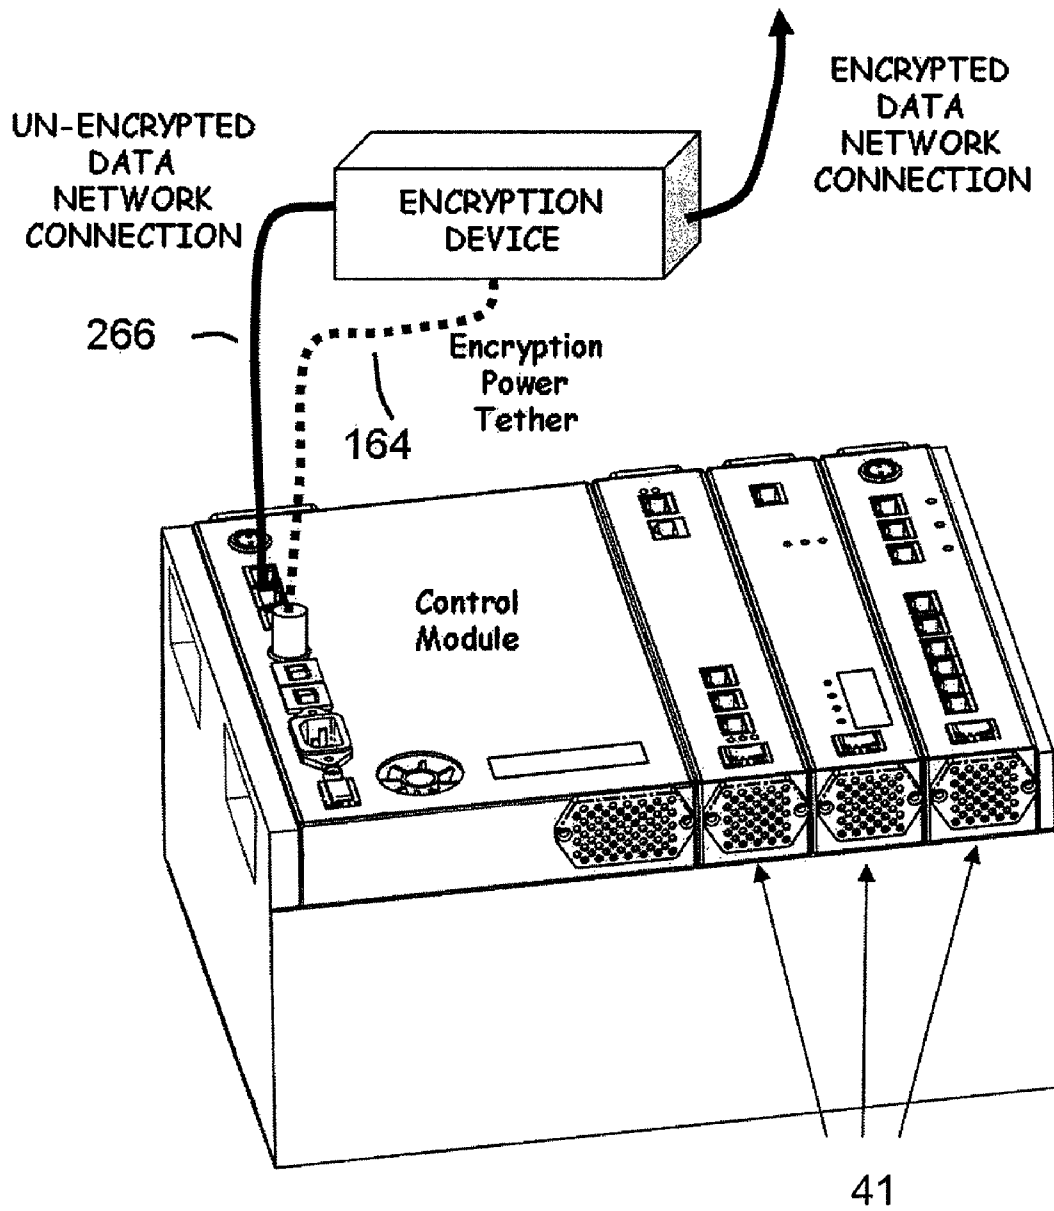 ENCRYPTED
DATA
NETWORK
CONNECTION
UN-ENCRYPTED
DATA
NETWORK
CONNECTION
ENCRYPTION
DEVICE
266
Encryption
Power
Tether
164
Control
Module
41